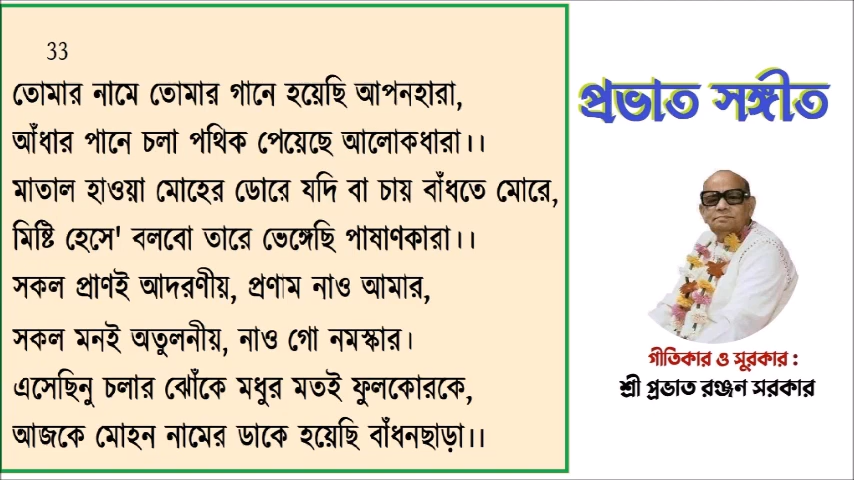 33
তোমার নামে তোমার গানে হয়েছি আপনহারা,
আঁধার পানে চলা পথিক পেয়েছে আলোকধারা।।
মাতাল হাওয়া মোহের ডোরে যদি বা চায় বাঁধতে মোরে,
মিষ্টি হেসে' বলবো তারে ভেঙ্গেছি পাষাণকারা।।
সকল প্রাণই আদরণীয়, প্রণাম নাও আমার,
সকল মনই অতুলনীয়, নাও গো নমস্কার।
এসেছিনু চলার ঝোঁকে মধুর মতই ফুলকোরকে,
আজকে মোহন নামের ডাকে হয়েছি বাঁধনছাড়া।।
প্রভাত সঙ্গীত
গীতিকার ও সুরকার :
শ্রী প্রভাত রঞ্জন সরকার